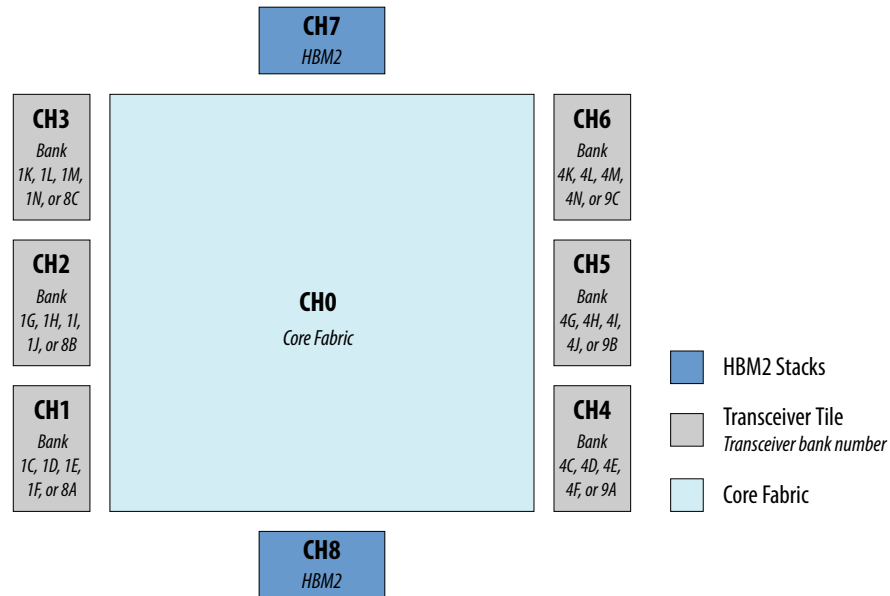 CH7
HBM2
CH3
Bank
1K, 1L, 1M,
1N, or 8C
CH6
Bank
4K, 4L, 4M,
4N, or 9C
CH2
Bank
1G, 1H, 1I,
1J, or 8B
CH0
Core Fabric
CH5
Bank
4G, 4H, 4I,
4J, or 9B
CH1
Bank
1C, 1D, 1E,
1F, or 8A
CH4
Bank
4C, 4D, 4E,
4F, or 9A
CH8
HBM2
HBM2 Stacks
Transceiver Tile
Transceiver bank number
Core Fabric